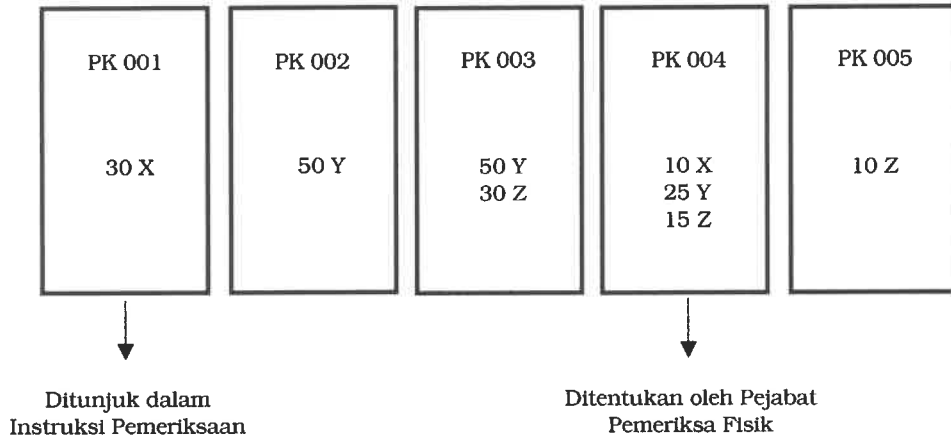 PK 001
30 X
PK 002
50 Y
PK 003
50 Y
30 Z
PK 004
10 X
25 Y
15 Z
PK 005
10 Z
Ditunjuk dalam
Instruksi Pemeriksaan
Ditentukan oleh Pejabat
Pemeriksa Fisik